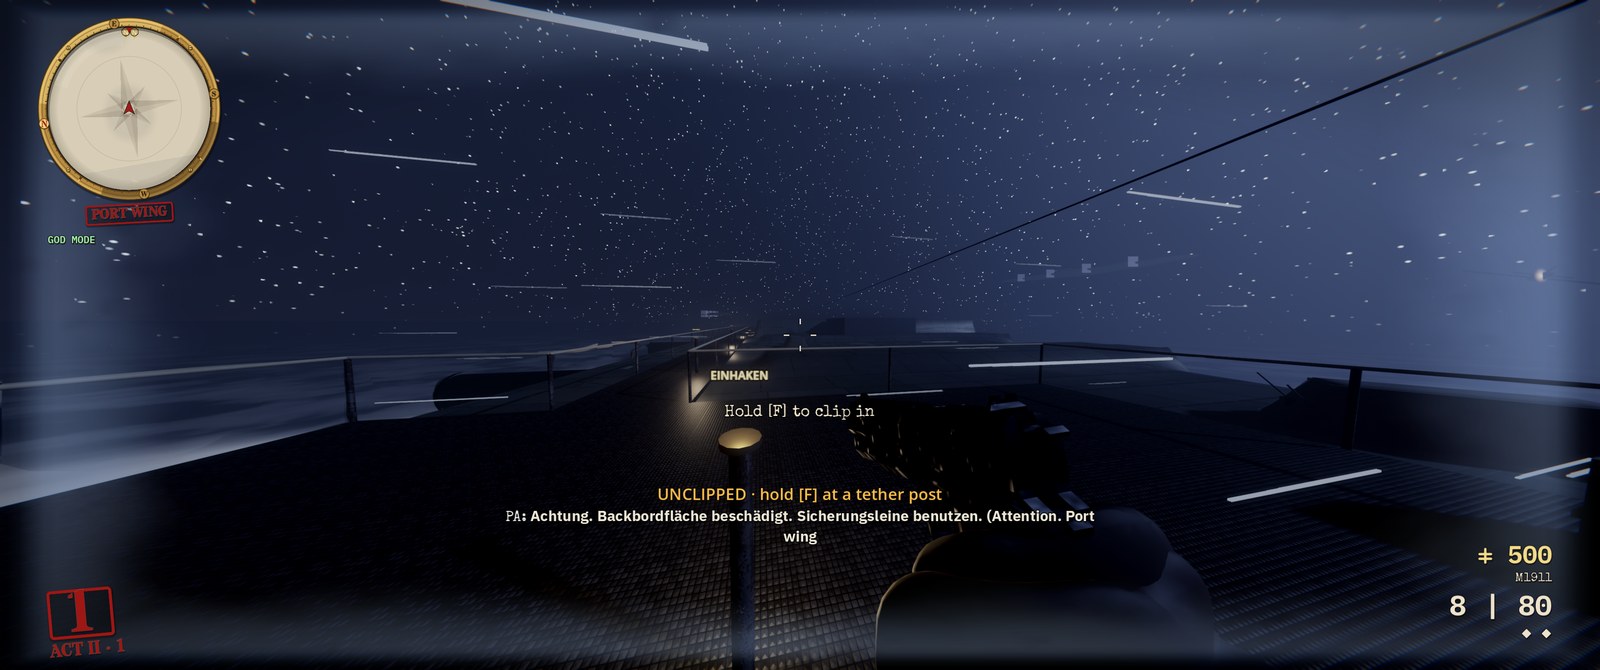 E
S
N
W
PORT WING
GOD MODE
EINHAKEN
Hold [F] to clip in
UNCLIPPED · hold [F] at a tether post
PA: Achtung. Backbordfläche beschädigt. Sicherungsleine benutzen. (Attention. Port
wing
‡ 500
M1911
8 | 80
1
ACT II - 1